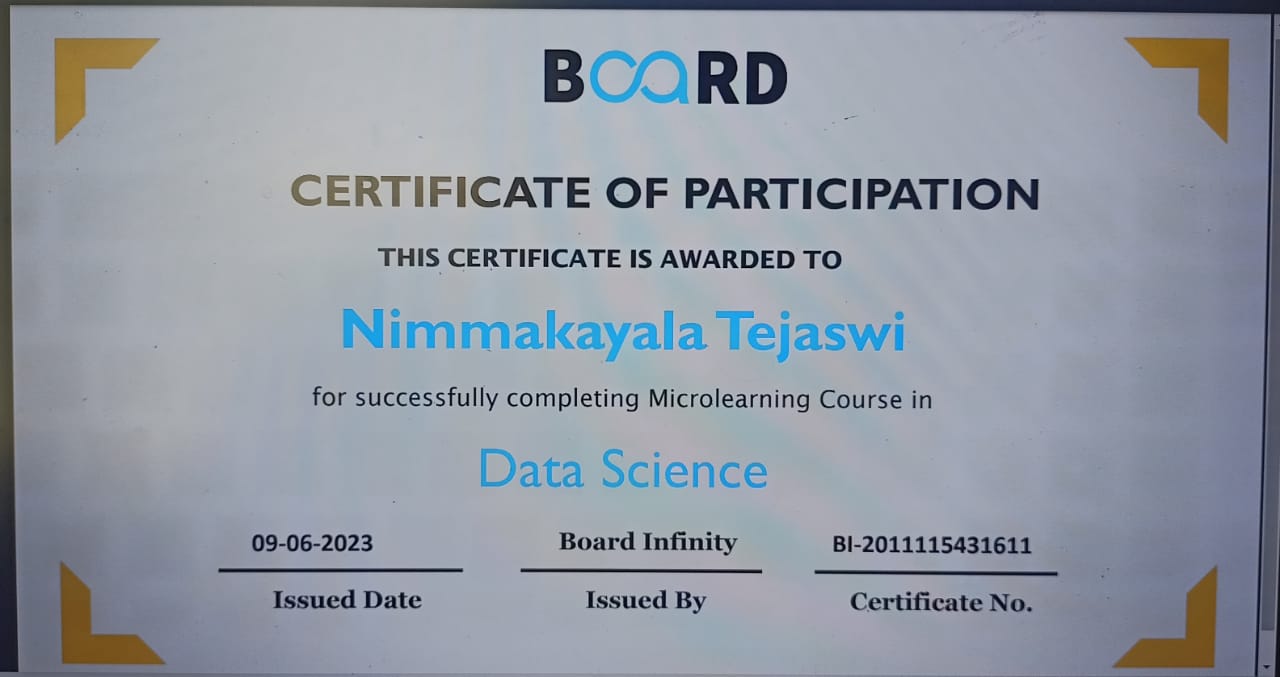 BOARD
CERTIFICATE OF PARTICIPATION
THIS CERTIFICATE IS AWARDED TO
Nimmakayala Tejaswi
for successfully completing Microlearning Course in
Data Science
09-06-2023 Board Infinity BI-2011115431611
Issued Date Issued By Certificate No.